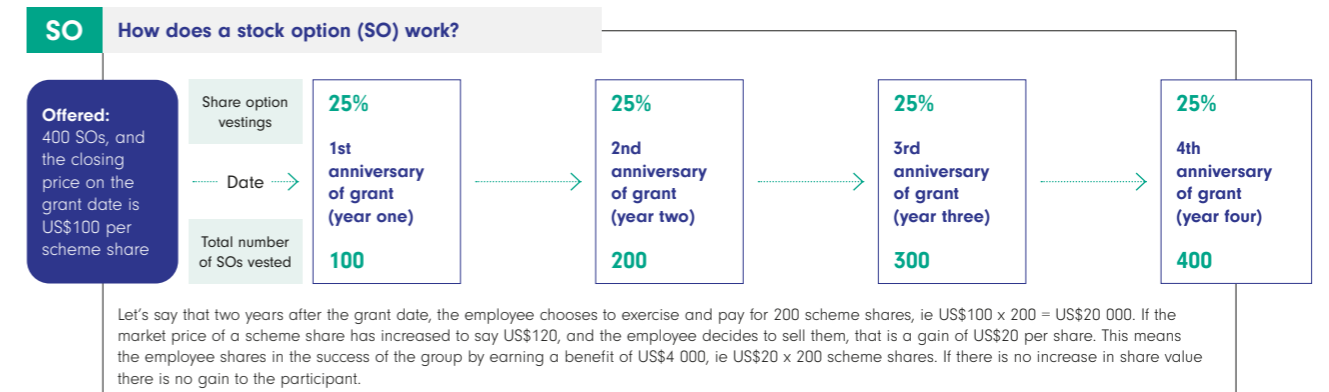 SO
How does a stock option (SO) work?
Offered:
400 SOs, and
the closing
price on the
grant date is
US$100 per
scheme share
Share option
vestings
Date
Total number
of SOs vested
25%
1st
anniversary
of grant
(year one)
100
25%
2nd
anniversary
of grant
(year two)
200
25%
3rd
anniversary
of grant
(year three)
300
25%
4th
anniversary
of grant
(year four)
400
Let's say that two years after the grant date, the employee chooses to exercise and pay for 200 scheme shares, ie US$100 x 200 = US$20 000. If the
market price of a scheme share has increased to say US$120, and the employee decides to sell them, that is a gain of US$20 per share. This means
the employee shares in the success of the group by earning a benefit of US$4 000, ie US$20 x 200 scheme shares. If there is no increase in share value
there is no gain to the participant.